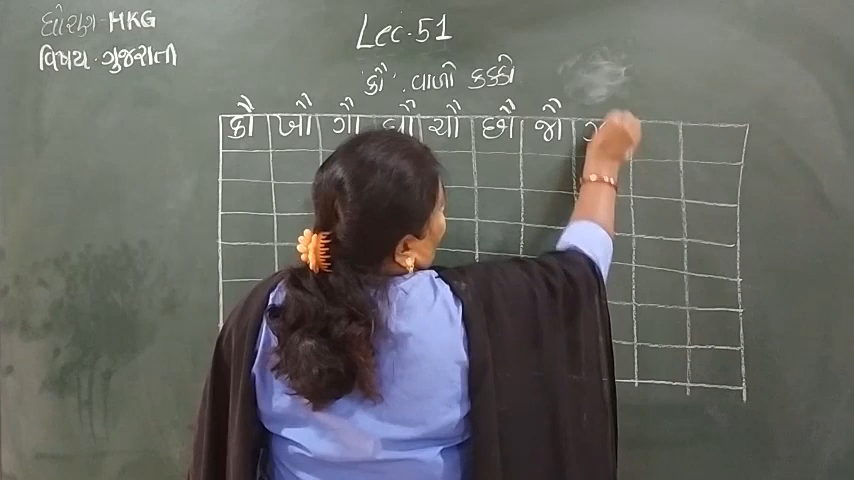 ધોરણ-HKG
Lec.51
વિષય.ગુજરાતી
'કૌ'.વાળો કક્કો
કૌ ખૌ ગૌ ઘૌ ચૌ છૌ જૌ